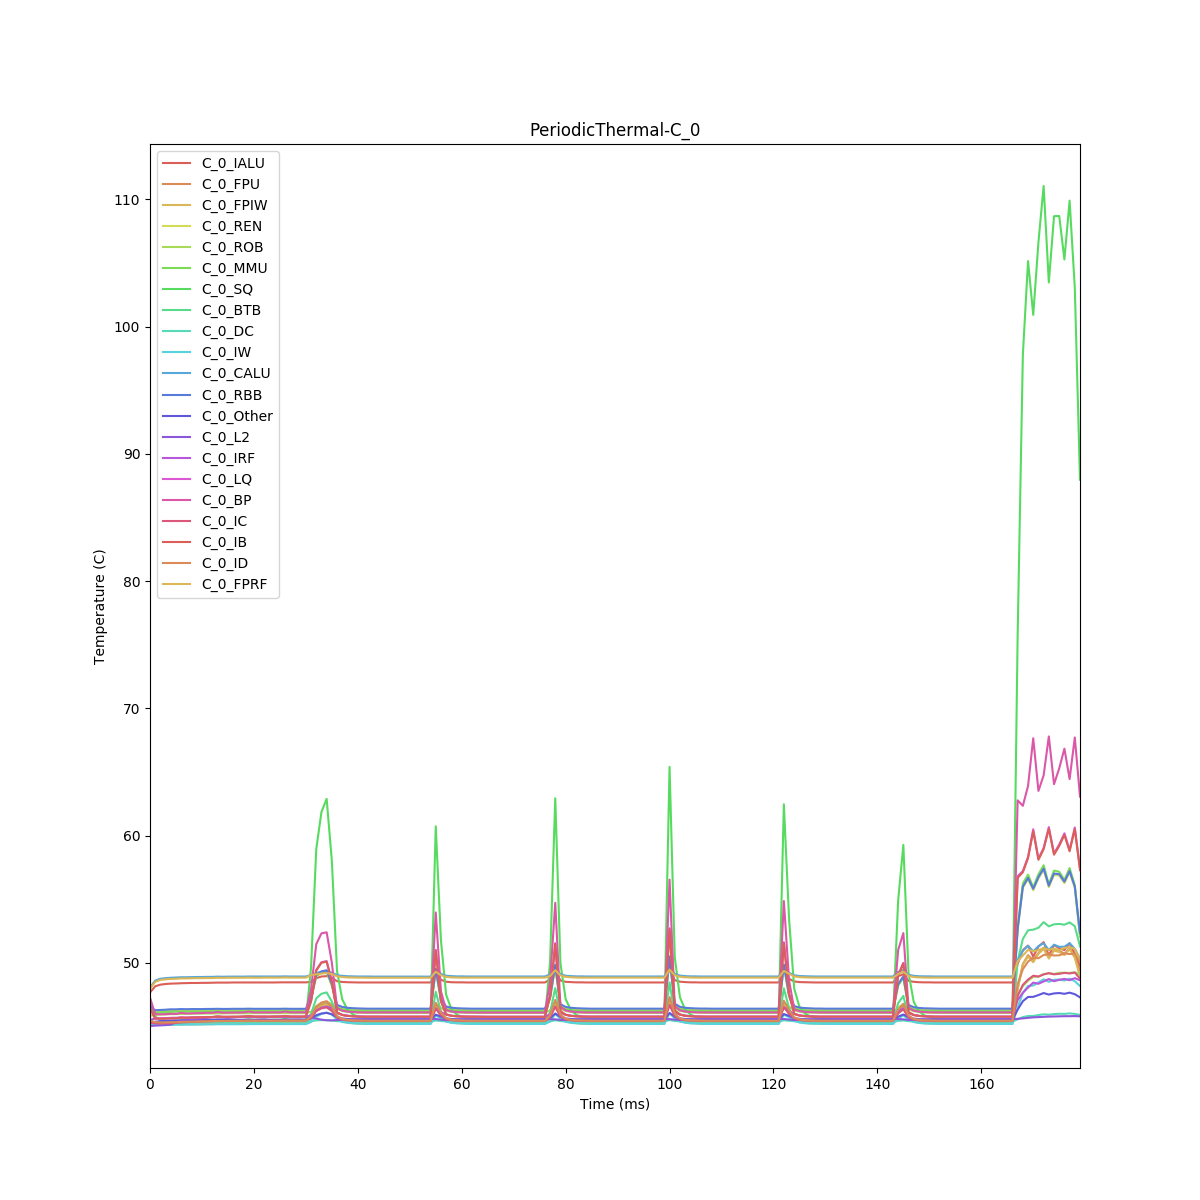 PeriodicThermal-C_0
C_0_IALU
C_0_FPU
C_0_FPIW
C_0_REN
C_0_ROB
C_0_MMU
C_0_SQ
C_0_BTB
C_0_DC
C_0_IW
C_0_CALU
C_0_RBB
C_0_Other
C_0_L2
C_0_IRF
C_0_LQ
C_0_BP
C_0_IC
C_0_IB
C_0_ID
C_0_FPRF
110
100
90
80
70
60
50
Temperature (C)
0 20 40 60 80 100 120 140 160
Time (ms)